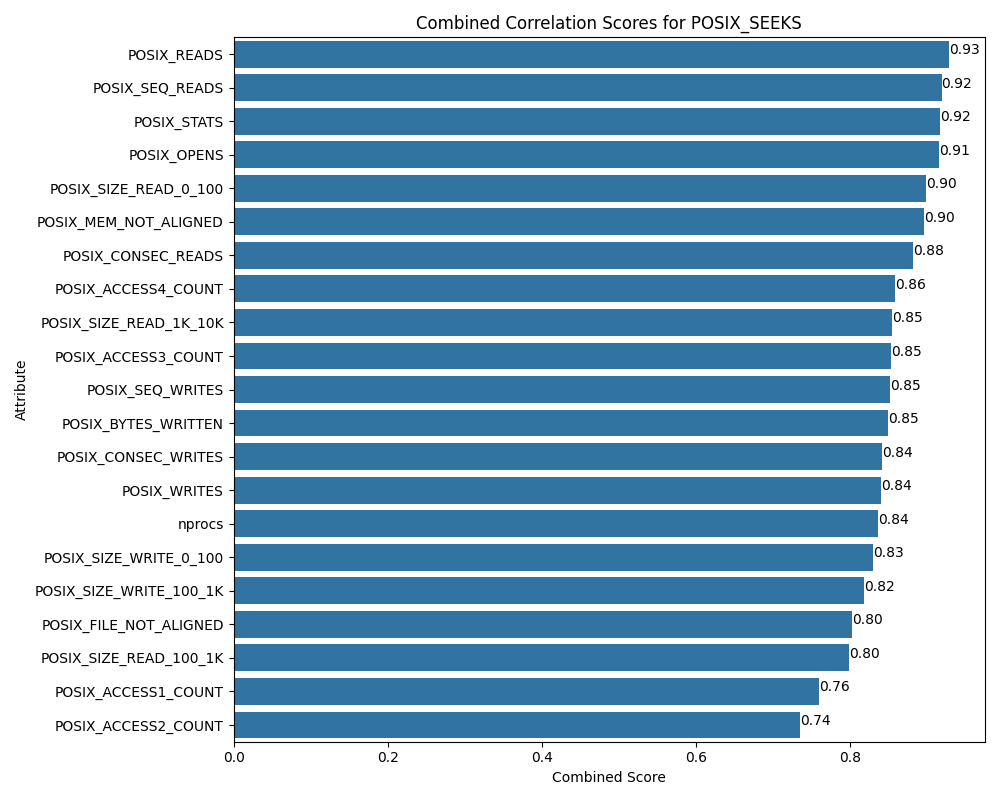 Combined Correlation Scores for POSIX_SEEKS
POSIX_READS 0.93
POSIX_SEQ_READS 0.92
POSIX_STATS 0.92
POSIX_OPENS 0.91
POSIX_SIZE_READ_0_100 0.90
POSIX_MEM_NOT_ALIGNED 0.90
POSIX_CONSEC_READS 0.88
POSIX_ACCESS4_COUNT 0.86
POSIX_SIZE_READ_1K_10K 0.85
POSIX_ACCESS3_COUNT 0.85
POSIX_SEQ_WRITES 0.85
POSIX_BYTES_WRITTEN 0.85
POSIX_CONSEC_WRITES 0.84
POSIX_WRITES 0.84
nprocs 0.84
POSIX_SIZE_WRITE_0_100 0.83
POSIX_SIZE_WRITE_100_1K 0.82
POSIX_FILE_NOT_ALIGNED 0.80
POSIX_SIZE_READ_100_1K 0.80
POSIX_ACCESS1_COUNT 0.76
POSIX_ACCESS2_COUNT 0.74
Attribute
0.0 0.2 0.4 0.6 0.8
Combined Score